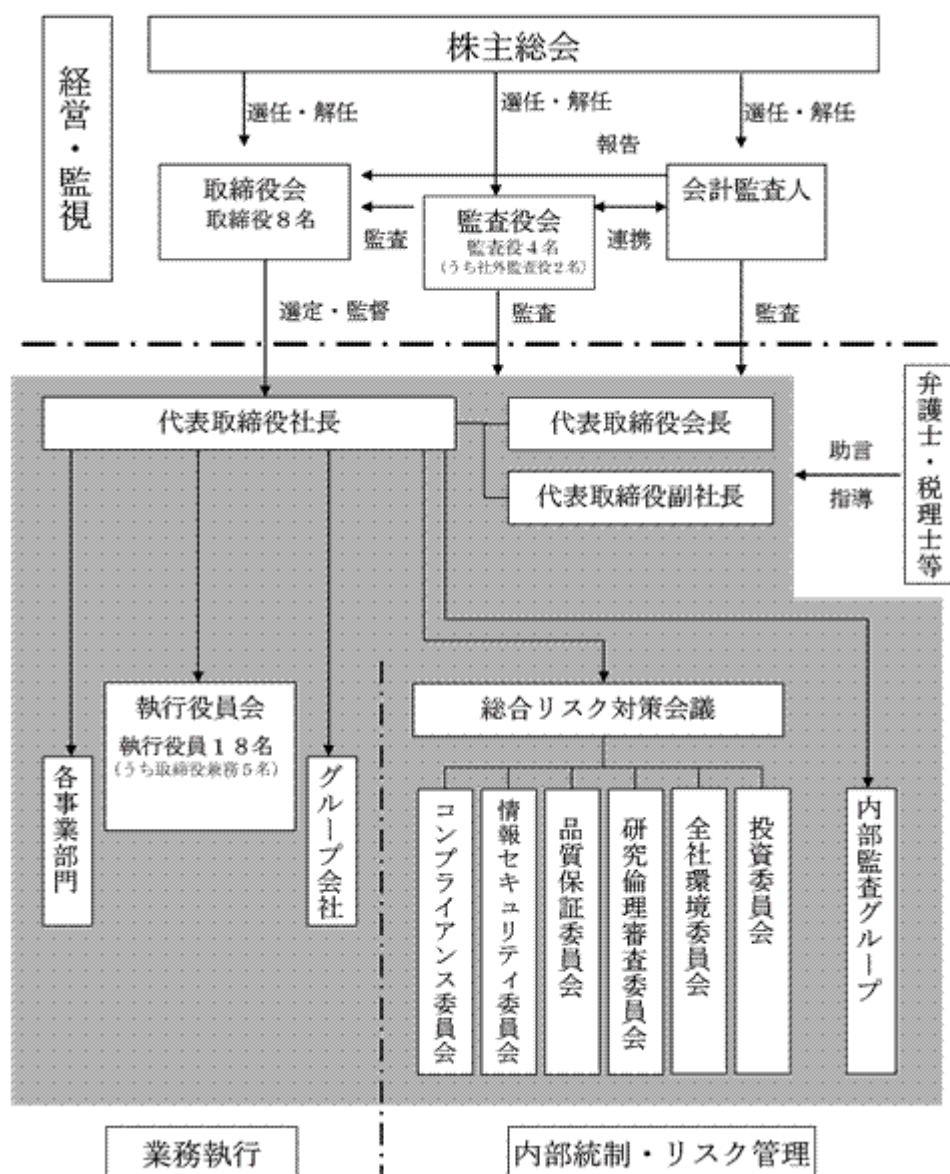 経営・監視
株主総会
選任・解任
選任・解任
選任・解任
報告
取締役会
取締役8名
監査
監査役会
監査役4名
(うち社外監査役2名)
連携
会計監査人
選定・監督
監査
監査
弁護士・税理士等
助言
指導
代表取締役社長
代表取締役会長
代表取締役副社長
執行役員会
執行役員18名
(うち取締役兼務5名)
各事業部門
グループ会社
総合リスク対策会議
コンプライアンス委員会
情報セキュリティ委員会
品質保証委員会
研究倫理審査委員会
全社環境委員会
投資委員会
内部監査グループ
業務執行
内部統制・リスク管理